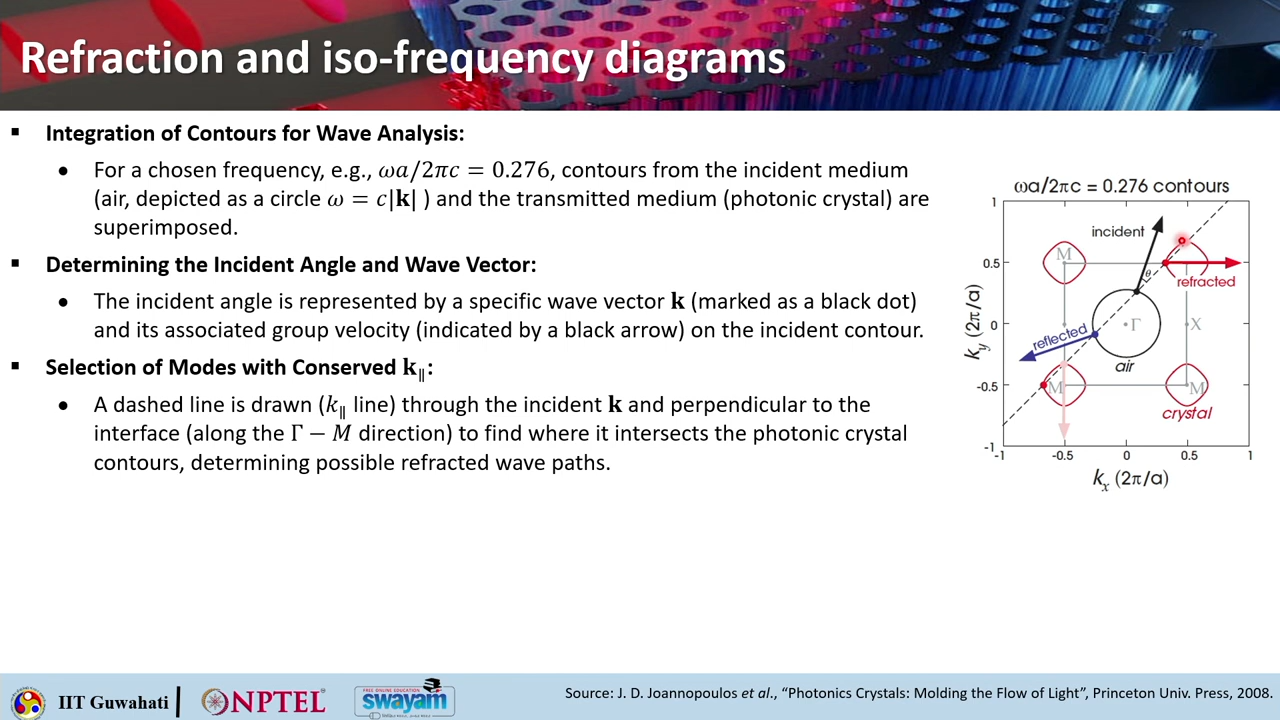 Refraction and iso-frequency diagrams
▪ Integration of Contours for Wave Analysis:
• For a chosen frequency, e.g., 𝜔𝑎/2𝜋𝑐 = 0.276, contours from the incident medium
(air, depicted as a circle 𝜔 = 𝑐|𝐤| ) and the transmitted medium (photonic crystal) are
superimposed.
▪ Determining the Incident Angle and Wave Vector:
• The incident angle is represented by a specific wave vector 𝐤 (marked as a black dot)
and its associated group velocity (indicated by a black arrow) on the incident contour.
▪ Selection of Modes with Conserved 𝐤∥:
• A dashed line is drawn (𝑘∥ line) through the incident 𝐤 and perpendicular to the
interface (along the Γ − 𝑀 direction) to find where it intersects the photonic crystal
contours, determining possible refracted wave paths.
ωa/2πc = 0.276 contours
1
incident
M
θ
0.5
refracted
k_y (2π/a)
0
Γ
X
reflected
air
-0.5
M
M
crystal
-1
-1
-0.5
0
0.5
1
k_x (2π/a)
IIT Guwahati
NPTEL
FREE ONLINE EDUCATION
swayam
Source: J. D. Joannopoulos et al., “Photonics Crystals: Molding the Flow of Light”, Princeton Univ. Press, 2008.